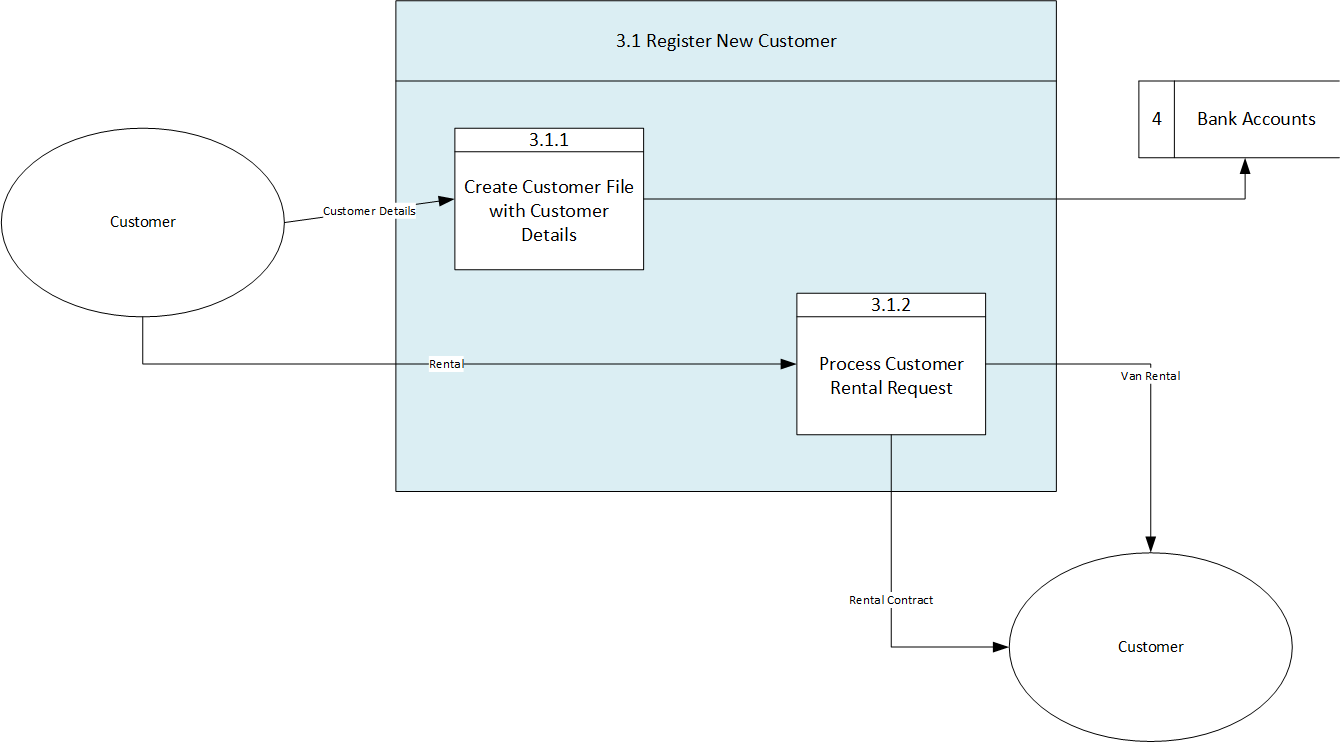 3.1 Register New Customer
4
Bank Accounts
3.1.1
Create Customer File
with Customer
Details
Customer
Customer Details
3.1.2
Process Customer
Rental Request
Rental
Van Rental
Rental Contract
Customer